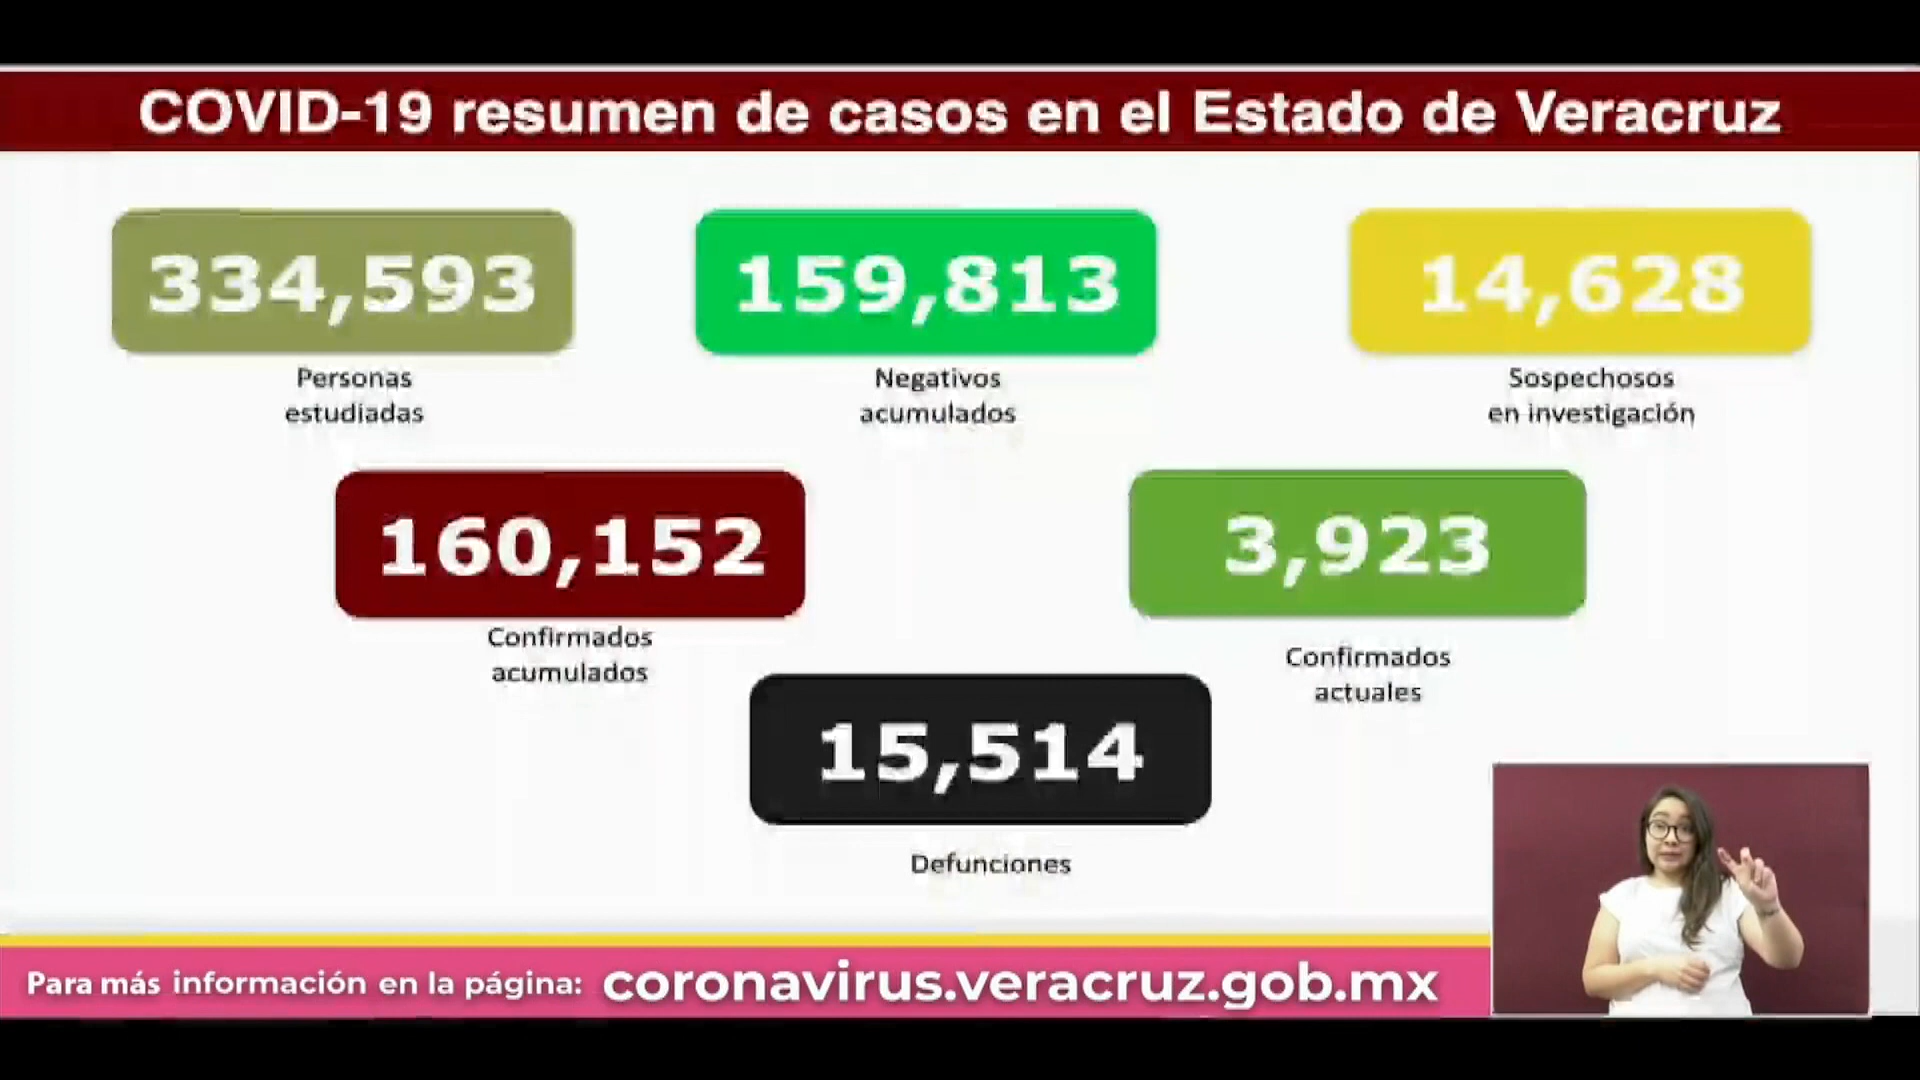 COVID-19 resumen de casos en el Estado de Veracruz
334,593
Personas
estudiadas
159,813
Negativos
acumulados
14,628
Sospechosos
en investigación
160,152
Confirmados
acumulados
3,923
Confirmados
actuales
15,514
Defunciones
Para más información en la página: coronavirus.veracruz.gob.mx